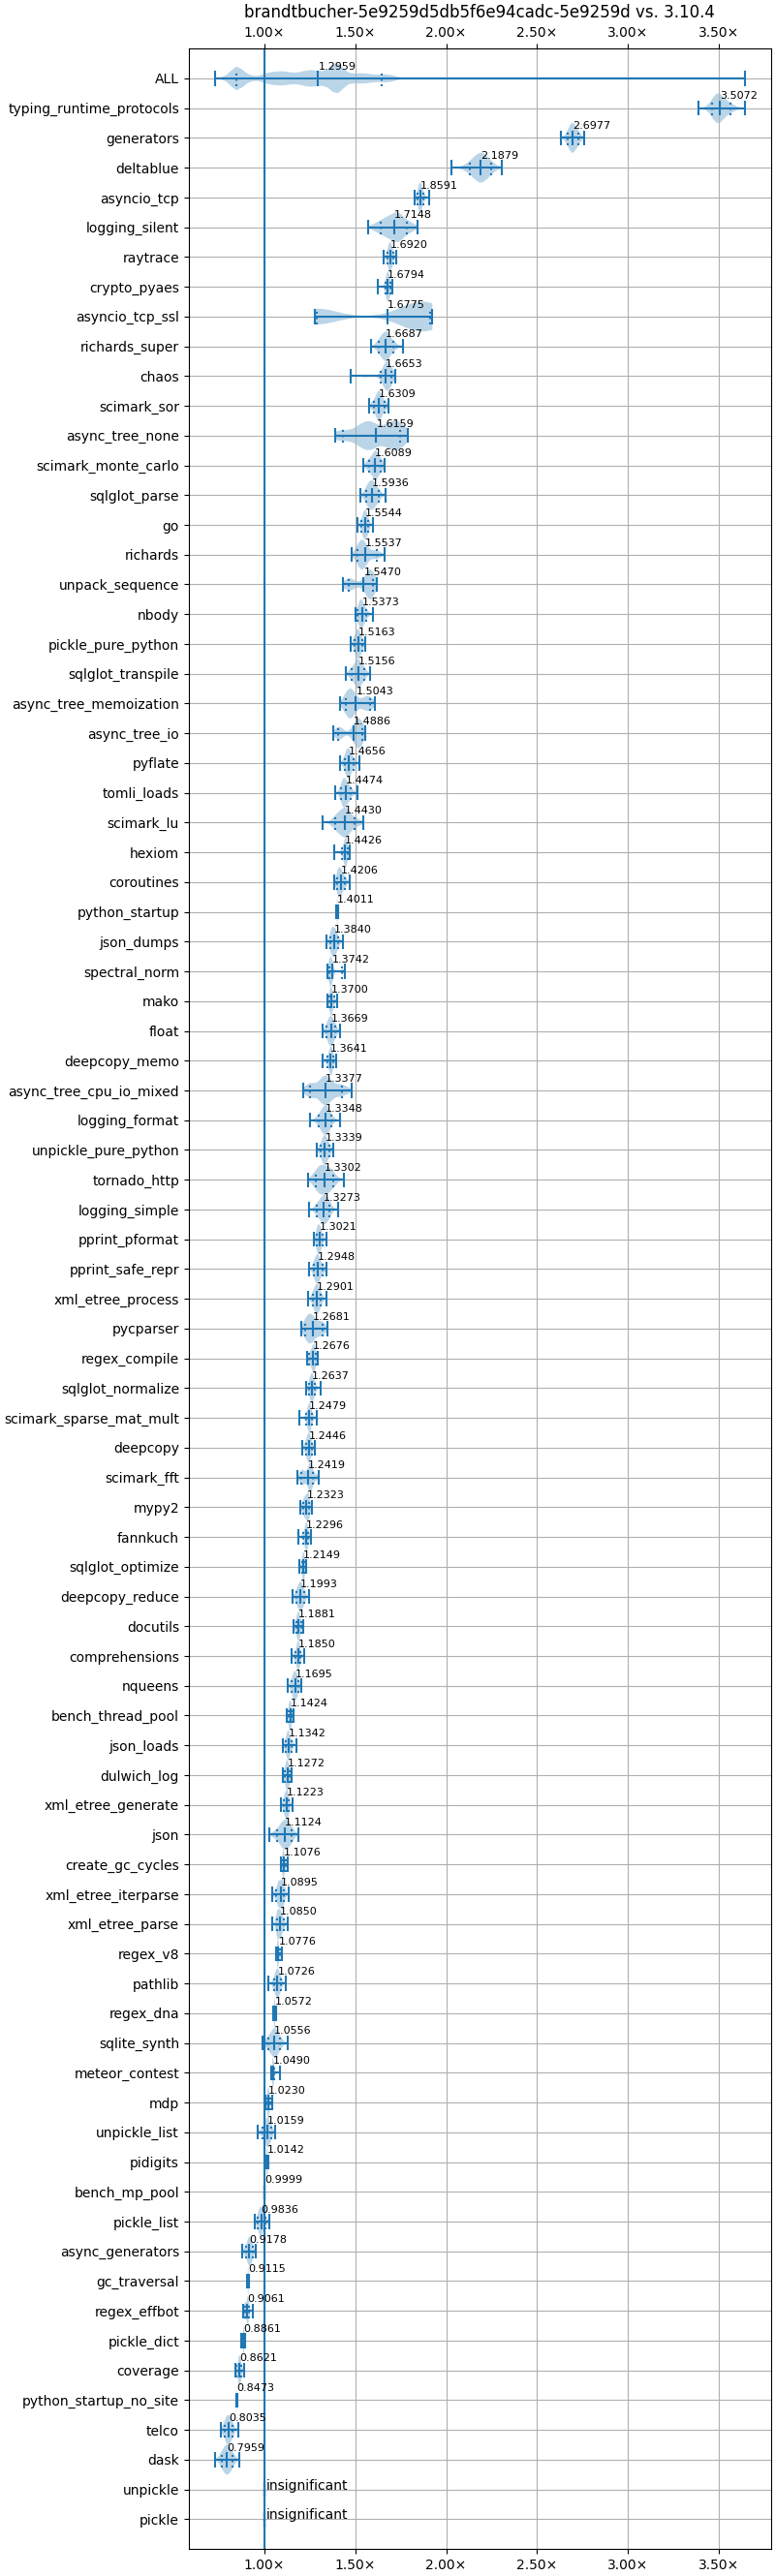 brandtbucher-5e9259d5db5f6e94cadc-5e9259d vs. 3.10.4
1.00× 1.50× 2.00× 2.50× 3.00× 3.50×
ALL 1.2959
typing_runtime_protocols 3.5072
generators 2.6977
deltablue 2.1879
asyncio_tcp 1.8591
logging_silent 1.7148
raytrace 1.6920
crypto_pyaes 1.6794
asyncio_tcp_ssl 1.6775
richards_super 1.6687
chaos 1.6653
scimark_sor 1.6309
async_tree_none 1.6159
scimark_monte_carlo 1.6089
sqlglot_parse 1.5936
go 1.5544
richards 1.5537
unpack_sequence 1.5470
nbody 1.5373
pickle_pure_python 1.5163
sqlglot_transpile 1.5156
async_tree_memoization 1.5043
async_tree_io 1.4886
pyflate 1.4656
tomli_loads 1.4474
scimark_lu 1.4430
hexiom 1.4426
coroutines 1.4206
python_startup 1.4011
json_dumps 1.3840
spectral_norm 1.3742
mako 1.3700
float 1.3669
deepcopy_memo 1.3641
async_tree_cpu_io_mixed 1.3377
logging_format 1.3348
unpickle_pure_python 1.3339
tornado_http 1.3302
logging_simple 1.3273
pprint_pformat 1.3021
pprint_safe_repr 1.2948
xml_etree_process 1.2901
pycparser 1.2681
regex_compile 1.2676
sqlglot_normalize 1.2637
scimark_sparse_mat_mult 1.2479
deepcopy 1.2446
scimark_fft 1.2419
mypy2 1.2323
fannkuch 1.2296
sqlglot_optimize 1.2149
deepcopy_reduce 1.1993
docutils 1.1881
comprehensions 1.1850
nqueens 1.1695
bench_thread_pool 1.1424
json_loads 1.1342
dulwich_log 1.1272
xml_etree_generate 1.1223
json 1.1124
create_gc_cycles 1.1076
xml_etree_iterparse 1.0895
xml_etree_parse 1.0850
regex_v8 1.0776
pathlib 1.0726
regex_dna 1.0572
sqlite_synth 1.0556
meteor_contest 1.0490
mdp 1.0230
unpickle_list 1.0159
pidigits 1.0142
bench_mp_pool 0.9999
pickle_list 0.9836
async_generators 0.9178
gc_traversal 0.9115
regex_effbot 0.9061
pickle_dict 0.8861
coverage 0.8621
python_startup_no_site 0.8473
telco 0.8035
dask 0.7959
unpickle insignificant
pickle insignificant
1.00× 1.50× 2.00× 2.50× 3.00× 3.50×